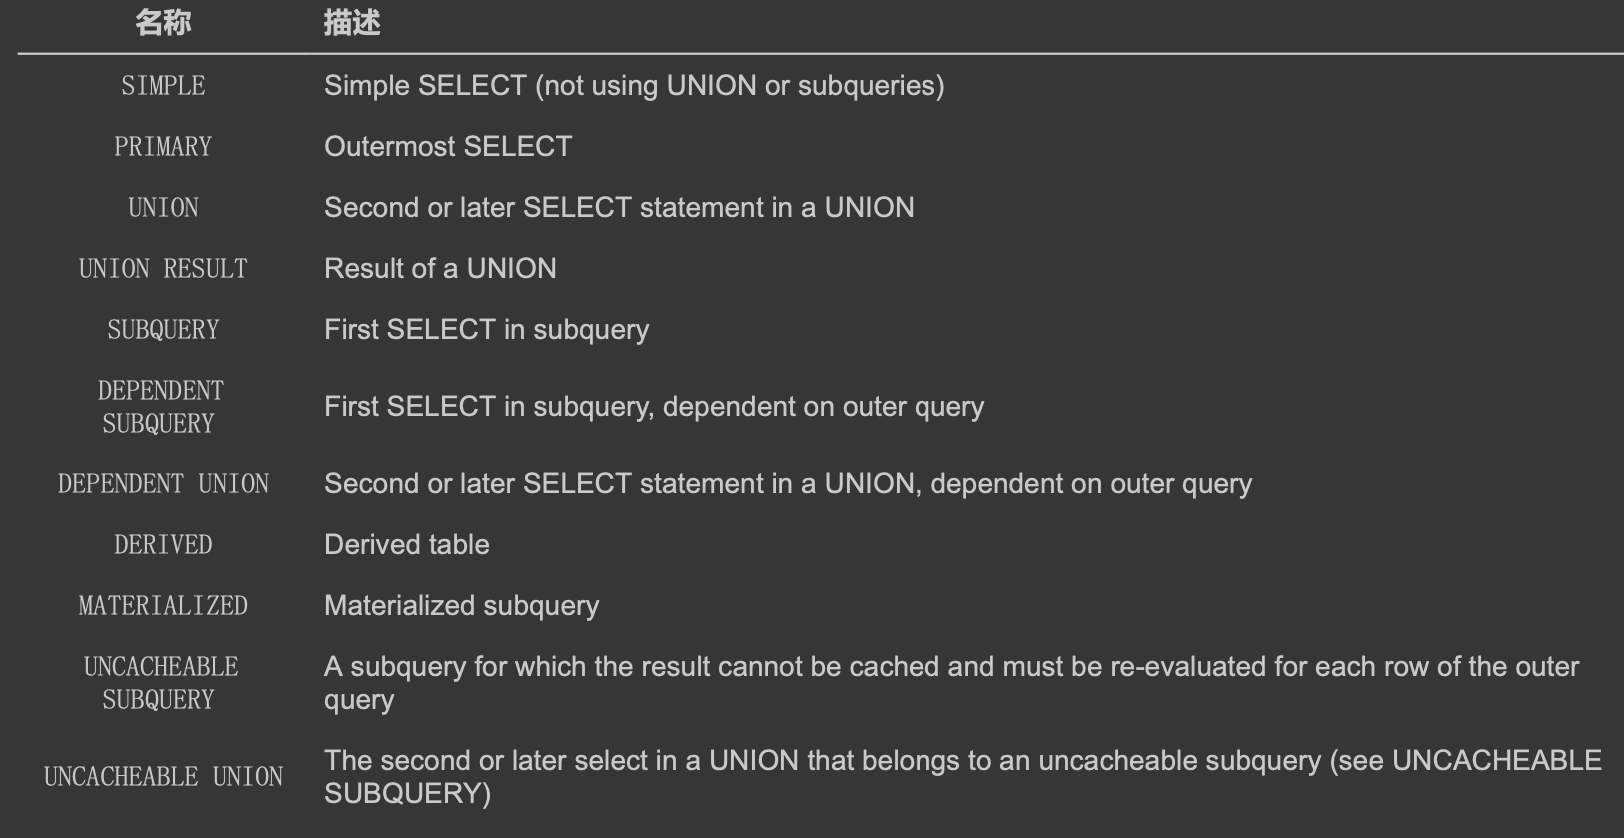 名称 描述
SIMPLE Simple SELECT (not using UNION or subqueries)
PRIMARY Outermost SELECT
UNION Second or later SELECT statement in a UNION
UNION RESULT Result of a UNION
SUBQUERY First SELECT in subquery
DEPENDENT
SUBQUERY
First SELECT in subquery, dependent on outer query
DEPENDENT UNION Second or later SELECT statement in a UNION, dependent on outer query
DERIVED Derived table
MATERIALIZED Materialized subquery
UNCACHEABLE
SUBQUERY
A subquery for which the result cannot be cached and must be re-evaluated for each row of the outer
query
UNCACHEABLE UNION
The second or later select in a UNION that belongs to an uncacheable subquery (see UNCACHEABLE
SUBQUERY)